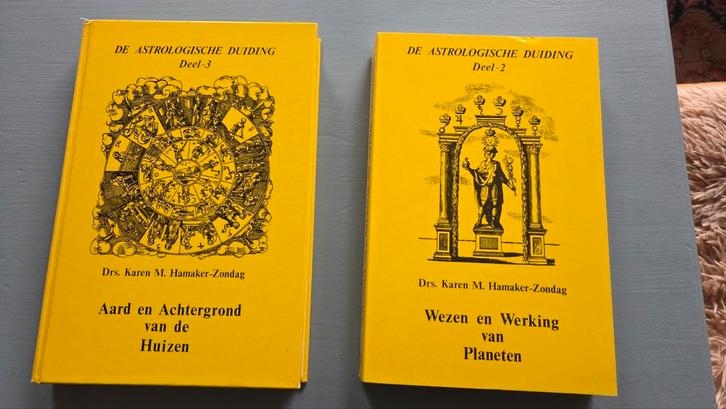 DE ASTROLOGISCHE DUIDING
Deel-3
Drs. Karen M. Hamaker-Zondag
Aard en Achtergrond
van de
Huizen
DE ASTROLOGISCHE DUIDING
Deel-2
Drs. Karen M. Hamaker-Zondag
Wezen en Werking
van
Planeten